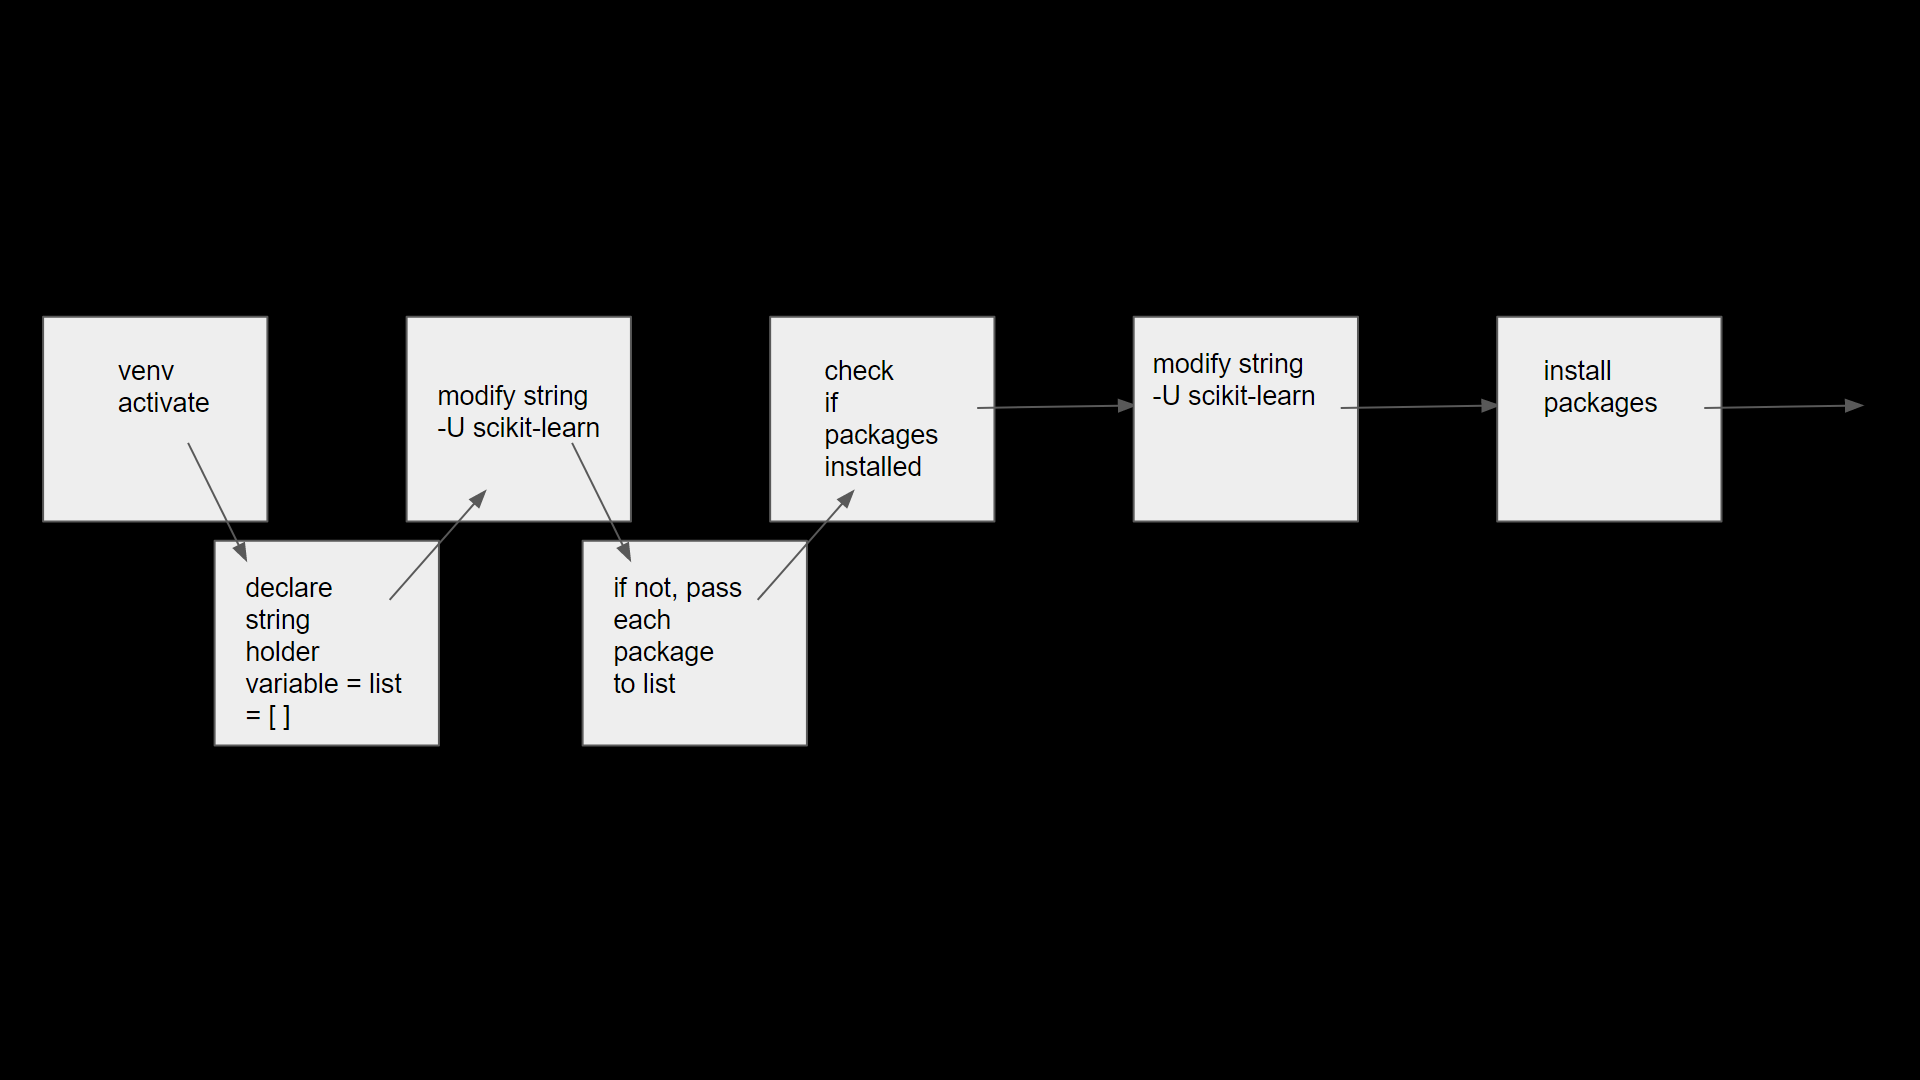 venv
activate
declare
string
holder
variable = list
= [ ]
modify string
-U scikit-learn
if not, pass
each
package
to list
check
if
packages
installed
modify string
-U scikit-learn
install
packages